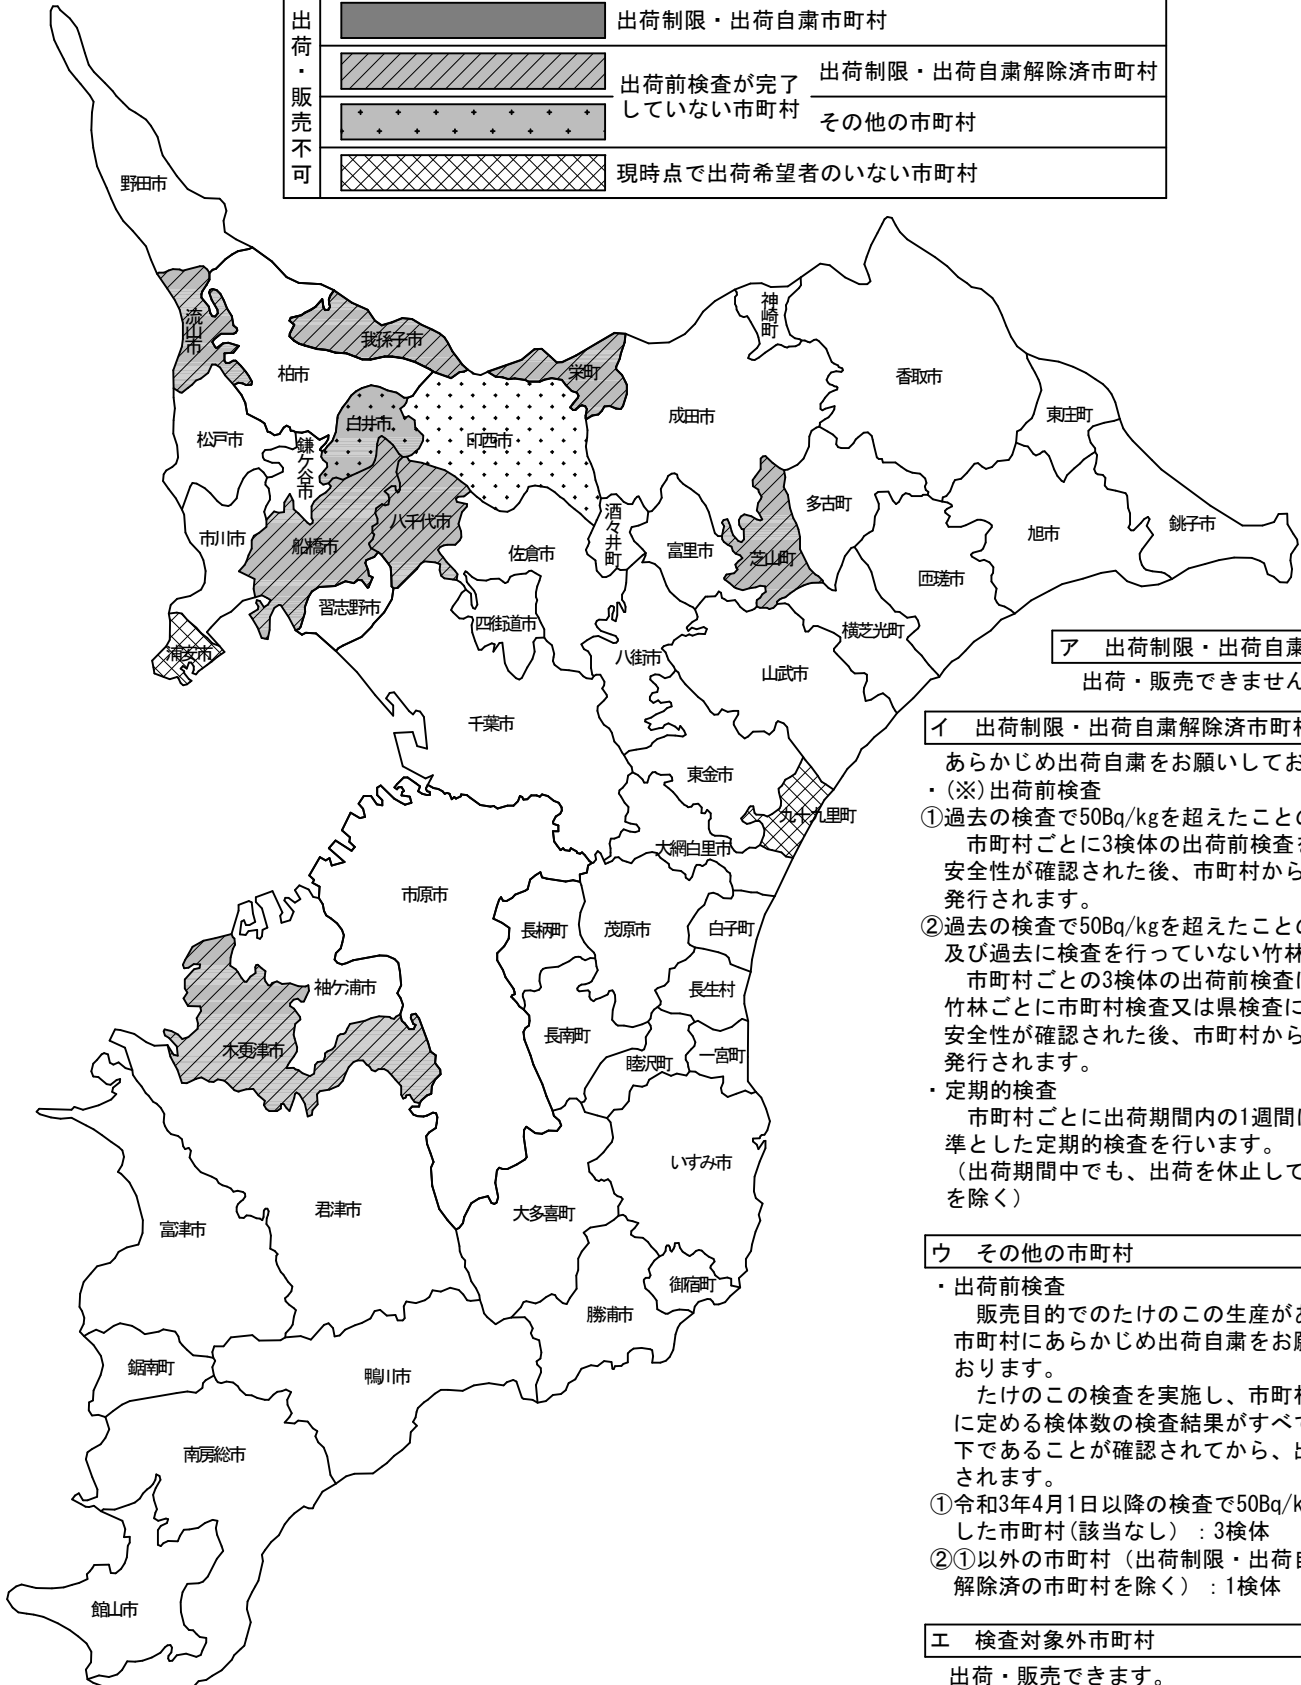 出荷・販売不可
出荷制限・出荷自粛市町村
出荷前検査が完了
していない市町村
出荷制限・出荷自粛解除済市町村
その他の市町村
現時点で出荷希望者のいない市町村
野田市
流山市
我孫子市
柏市
栄町
神崎町
香取市
成田市
東庄町
松戸市
鎌ケ谷市
白井市
印西市
市川市
船橋市
八千代市
佐倉市
酒々井町
富里市
芝山町
多古町
旭市
銚子市
匝瑳市
習志野市
四街道市
八街市
横芝光町
山武市
浦安市
千葉市
東金市
九十九里町
大網白里市
市原市
長柄町
茂原市
白子町
袖ケ浦市
長生村
木更津市
長南町
睦沢町
一宮町
いすみ市
大多喜町
君津市
富津市
御宿町
勝浦市
鋸南町
鴨川市
南房総市
館山市
ア　出荷制限・出荷自粛
出荷・販売できません
イ　出荷制限・出荷自粛解除済市町村
あらかじめ出荷自粛をお願いしてお
・(※)出荷前検査
①過去の検査で50Bq/kgを超えたことの
市町村ごとに3検体の出荷前検査を
安全性が確認された後、市町村から
発行されます。
②過去の検査で50Bq/kgを超えたことの
及び過去に検査を行っていない竹林
市町村ごとの3検体の出荷前検査に
竹林ごとに市町村検査又は県検査に
安全性が確認された後、市町村から
発行されます。
・定期的検査
市町村ごとに出荷期間内の1週間に
準とした定期的検査を行います。
（出荷期間中でも、出荷を休止して
を除く）
ウ　その他の市町村
・出荷前検査
販売目的でのたけのこの生産があ
市町村にあらかじめ出荷自粛をお願
おります。
たけのこの検査を実施し、市町村
に定める検体数の検査結果がすべて
下であることが確認されてから、出
されます。
①令和3年4月1日以降の検査で50Bq/k
した市町村(該当なし）：3検体
②①以外の市町村（出荷制限・出荷自
解除済の市町村を除く）：1検体
エ　検査対象外市町村
出荷・販売できます。